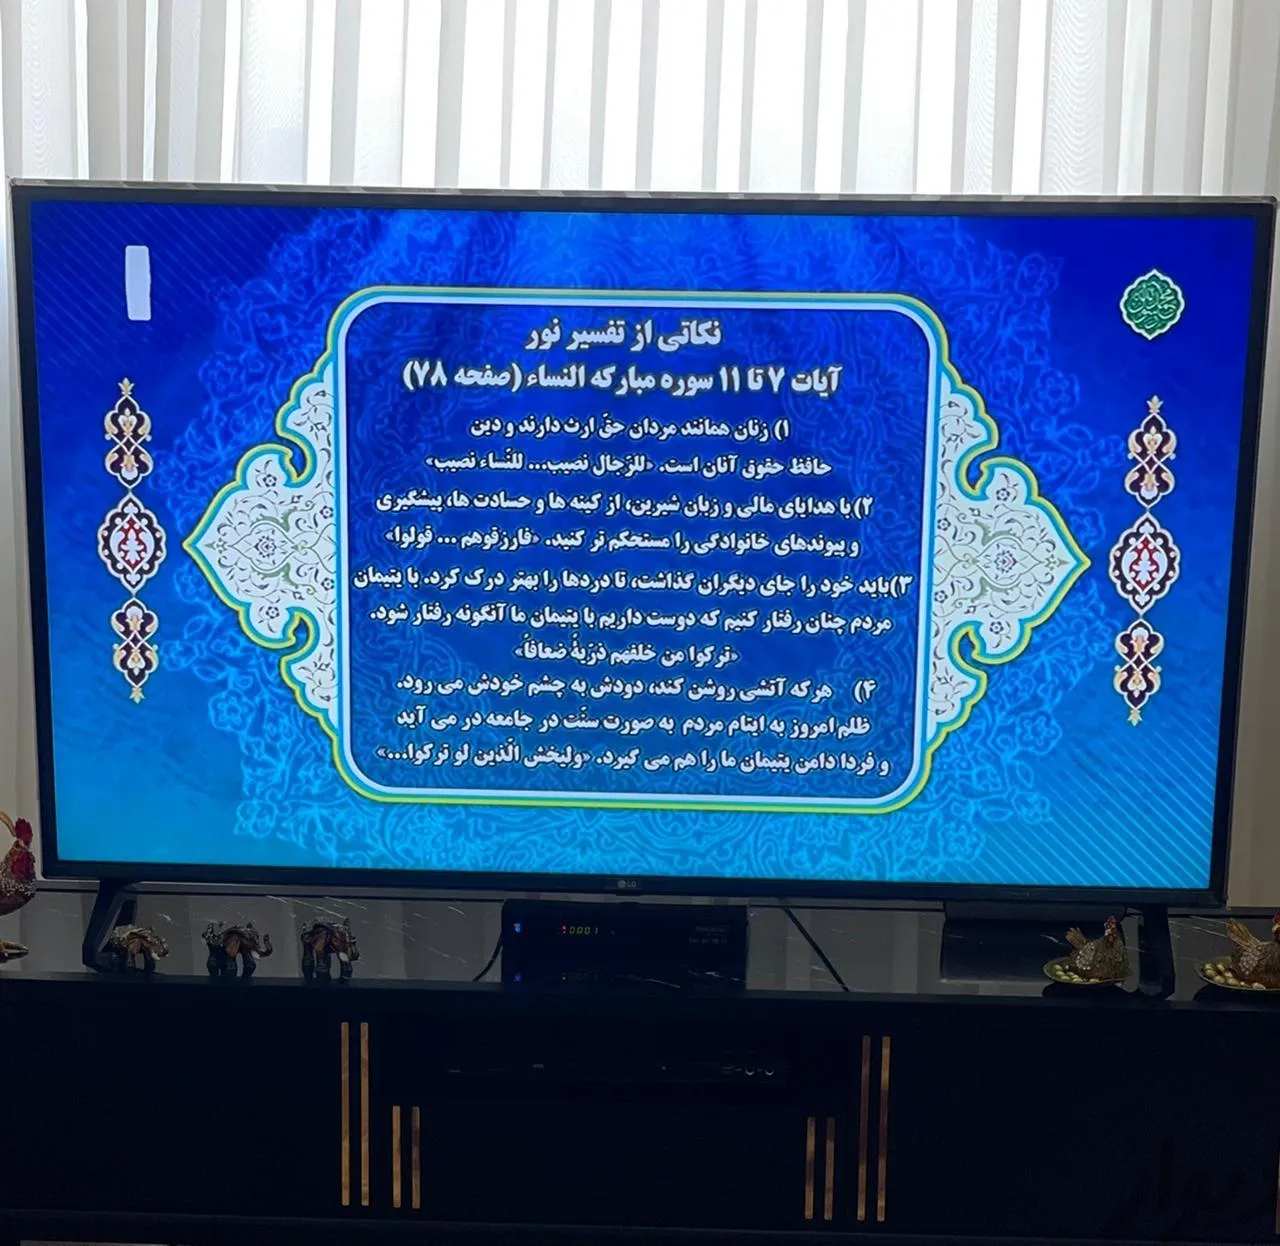 نکاتی از تفسیر نور
آیات ۷ تا ۱۱ سوره مبارکه النساء (صفحه ۷۸)
۱) زنان همانند مردان حقّ ارث دارند و دین
حافظ حقوق آنان است. «للرّجال نصیب... للنّساء نصیب»
۲) با هدایای مالی و زبان شیرین، از کینه ها و حسادت ها، پیشگیری
و پیوندهای خانوادگی را مستحکم تر کنید. «فارزقوهم ... قولوا»
۳)باید خود را جای دیگران گذاشت، تا دردها را بهتر درک کرد. با یتیمان
مردم چنان رفتار کنیم که دوست داریم با یتیمان ما آنگونه رفتار شود.
«ترکوا من خلفهم ذرّیةً ضعافاً»
۴) هرکه آتشی روشن کند، دودش به چشم خودش می رود.
ظلم امروز به ایتام مردم به صورت سنّت در جامعه در می آید
و فردا دامن یتیمان ما را هم می گیرد. «ولیخش الّذین لو ترکوا...»
LG
0001
دیوار